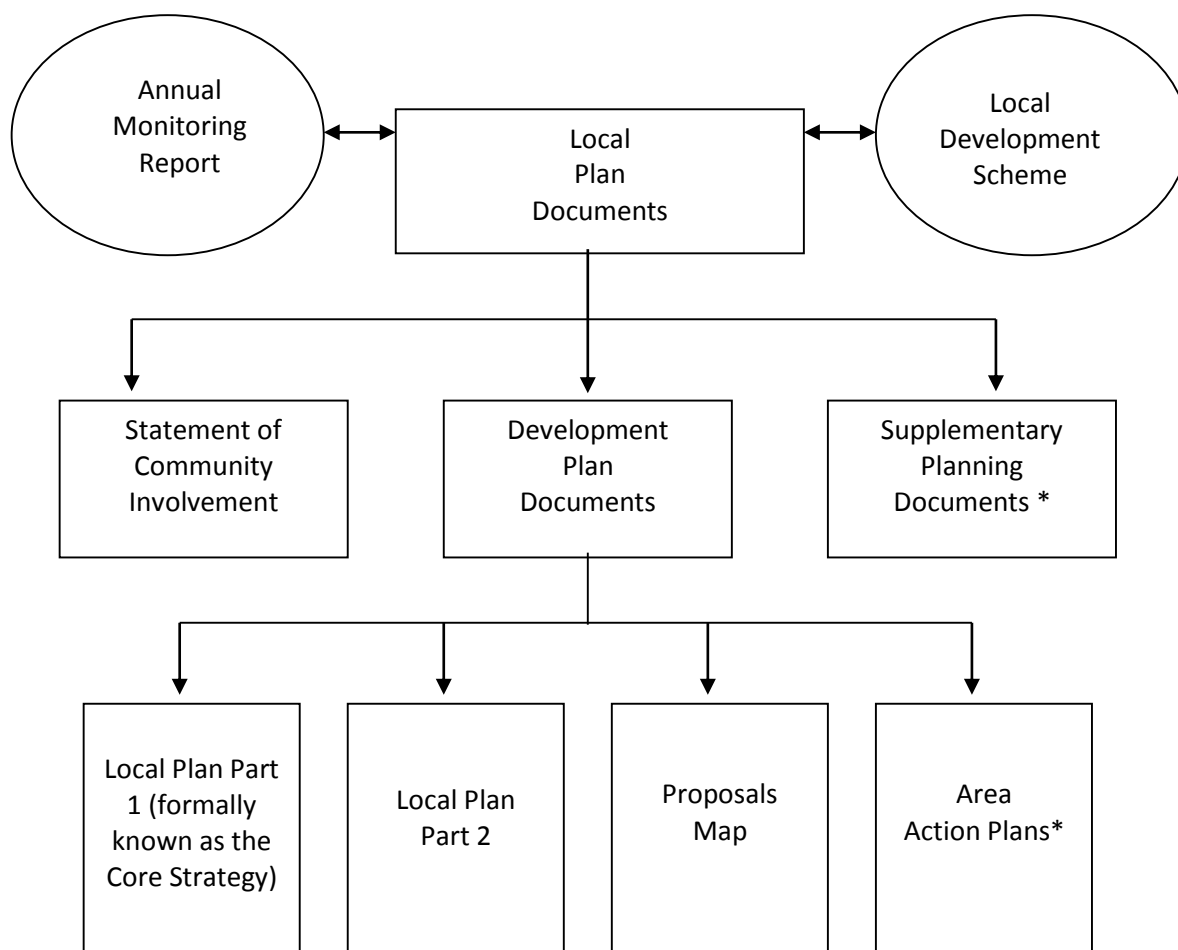 Annual
Monitoring
Report
Local
Plan
Documents
Local
Development
Scheme
Statement of
Community
Involvement
Development
Plan
Documents
Supplementary
Planning
Documents *
Local Plan Part
1 (formally
known as the
Core Strategy)
Local Plan
Part 2
Proposals
Map
Area
Action Plans*